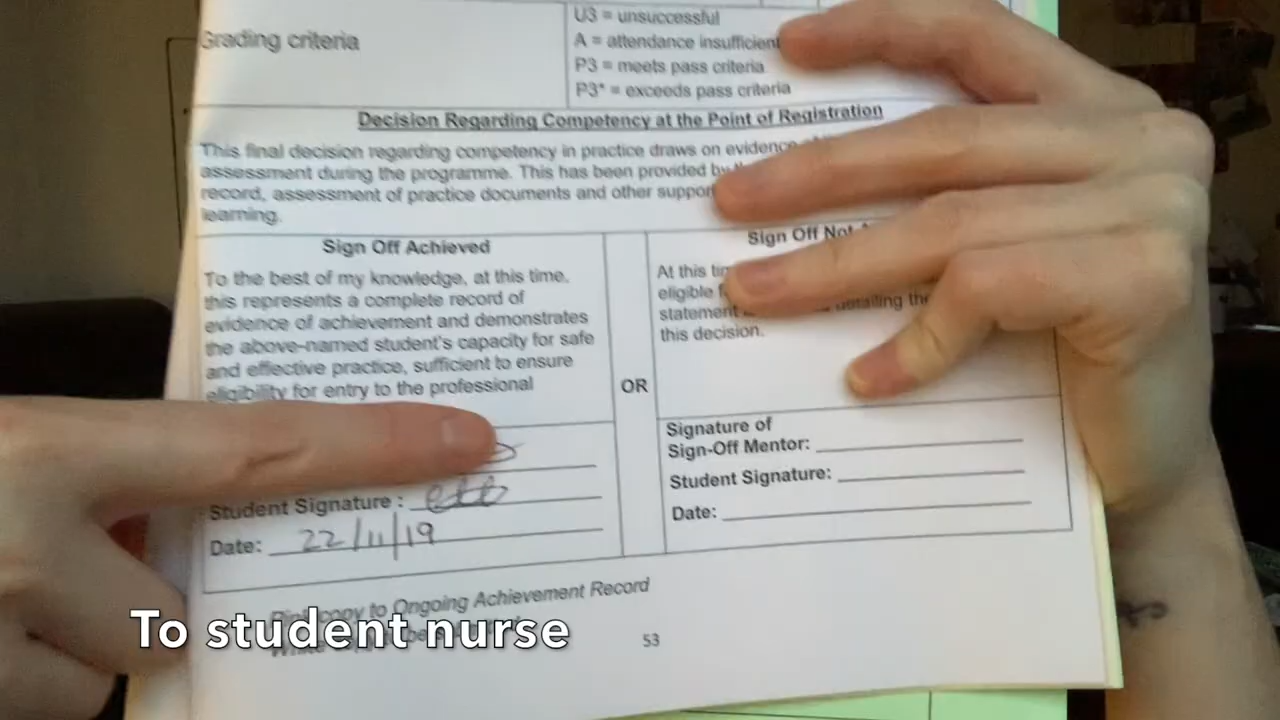 Grading criteria
U3 = unsuccessful
A = attendance insufficient
P3 = meets pass criteria
P3* = exceeds pass criteria
Decision Regarding Competency at the Point of Registration
This final decision regarding competency in practice draws on evidence
assessment during the programme. This has been provided by
record, assessment of practice documents and other
learning.
Sign Off Achieved
To the best of my knowledge, at this time,
this represents a complete record of
evidence of achievement and demonstrates
the above-named student's capacity for safe
and effective practice, sufficient to ensure
eligibility for entry to the professional
Student Signature :
Date: 22/11/19
OR
Sign Off Not
At this
eligible
statement detailing the
this decision.
Signature of
Sign-Off Mentor:
Student Signature:
Date:
copy to Ongoing Achievement Record
53
To student nurse